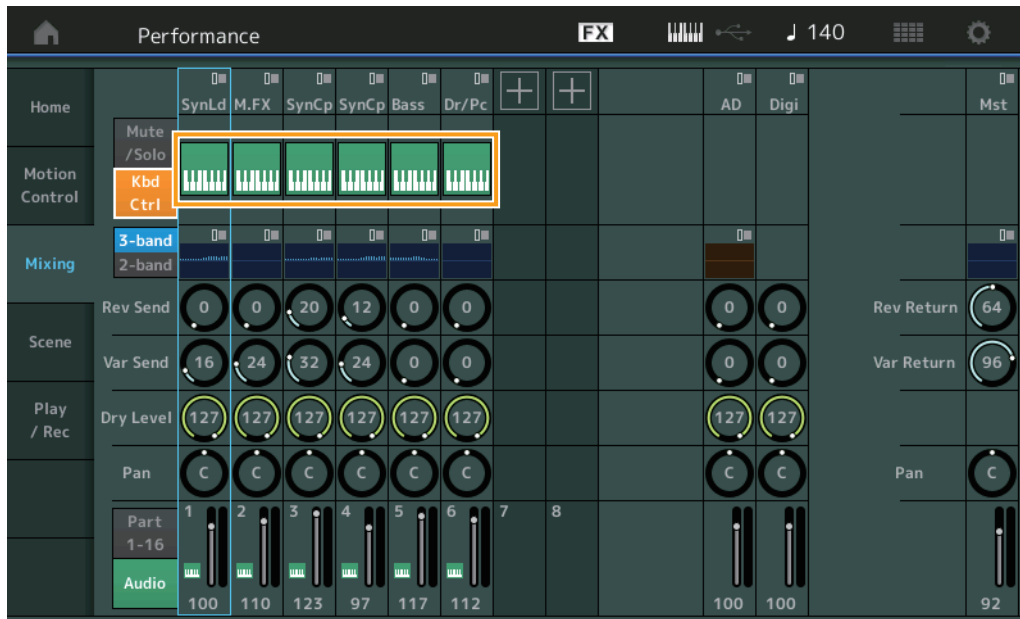 Performance FX 140
SynLd M.FX SynCp SynCp Bass Dr/Pc AD Digi Mst
Home
Mute
/Solo
Motion
Control
Kbd
Ctrl
3-band
2-band
Mixing
Rev Send 0 0 20 12 0 0 0 0 Rev Return 64
Scene
Var Send 16 24 32 24 0 0 0 0 Var Return 96
Play
/ Rec
Dry Level 127 127 127 127 127 127 127 127
Pan C C C C C C C C Pan C
Part
1-16
1 2 3 4 5 6 7 8
Audio
100 110 123 97 117 112 100 100 92